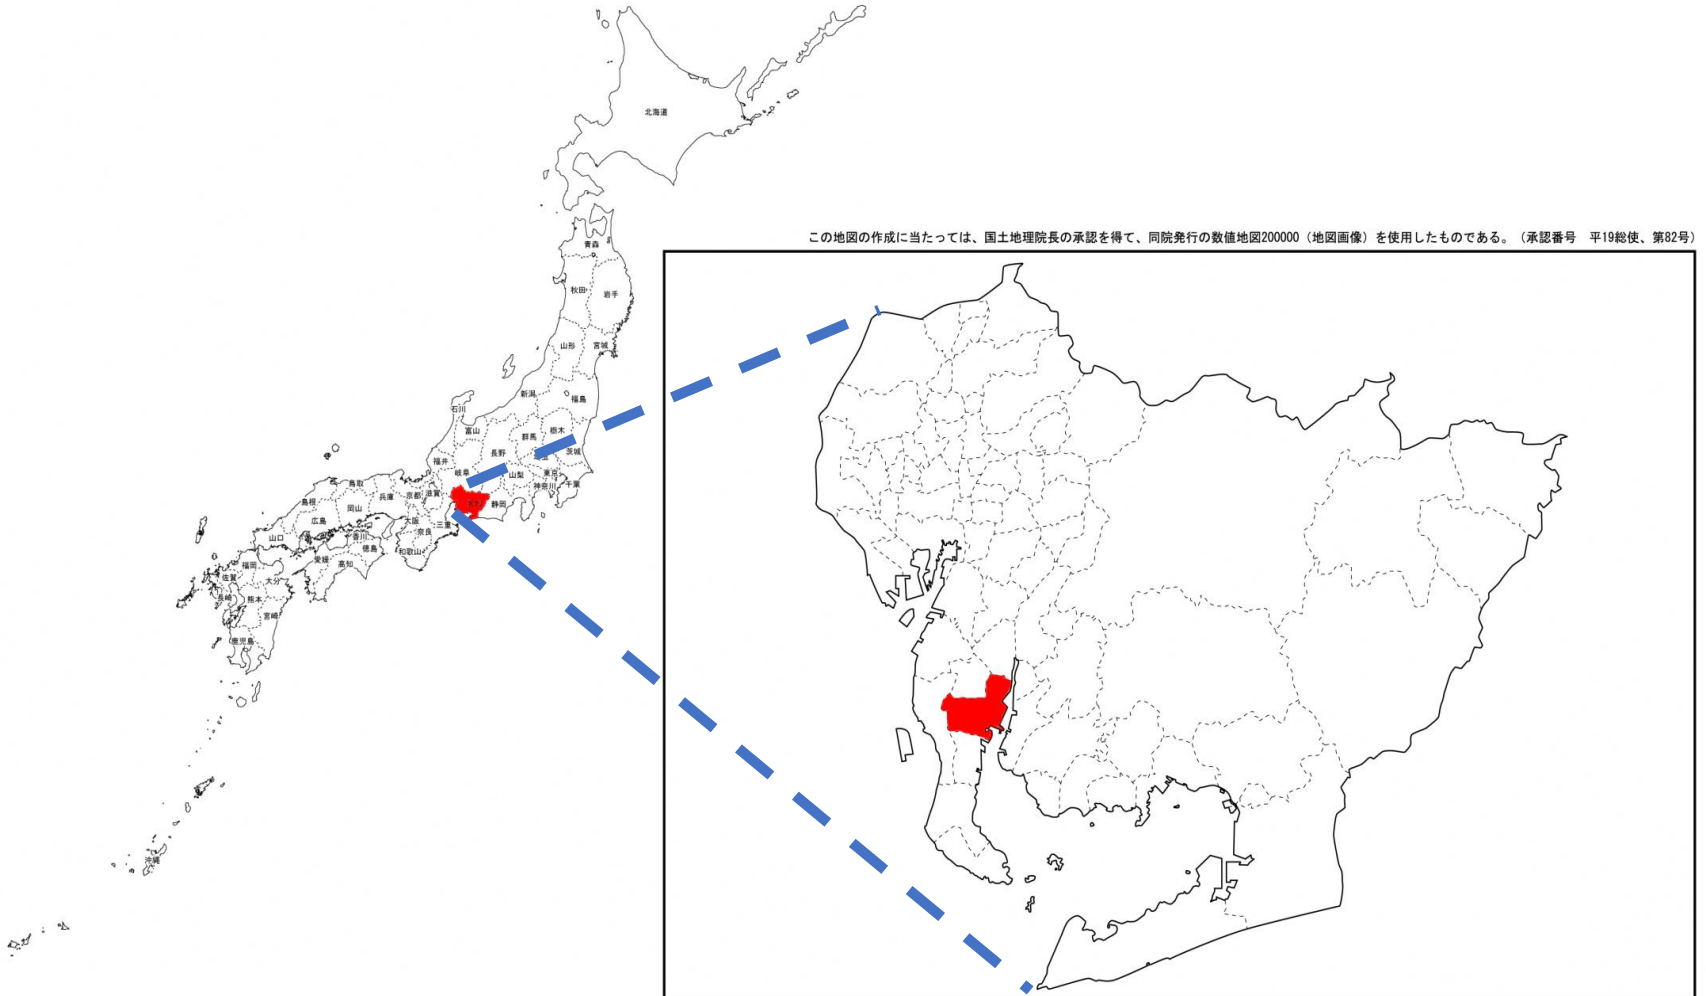 北海道
この地図の作成に当たっては、国土地理院長の承認を得て、同院発行の数値地図200000（地図画像）を使用したものである。（承認番号　平19総使、第82号）
青森
秋田
岩手
山形
宮城
新潟
福島
石川
富山
群馬
栃木
長野
茨城
福井
岐阜
山梨
東京
神奈川
千葉
鳥取
島根
兵庫
京都
滋賀
静岡
岡山
広島
大阪
三重
奈良
山口
香川
徳島
和歌山
愛媛
高知
福岡
佐賀
大分
長崎
熊本
宮崎
鹿児島
沖縄